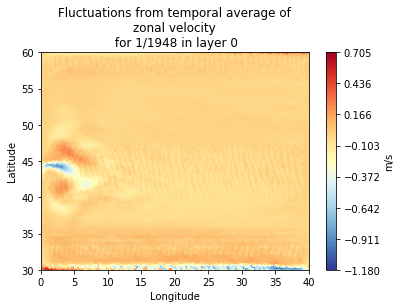 Fluctuations from temporal average of
zonal velocity
for 1/1948 in layer 0
60
55
50
45
40
35
30
Latitude
0 5 10 15 20 25 30 35 40
Longitude
0.705
0.436
0.166
−0.103
−0.372
−0.642
−0.911
−1.180
m/s